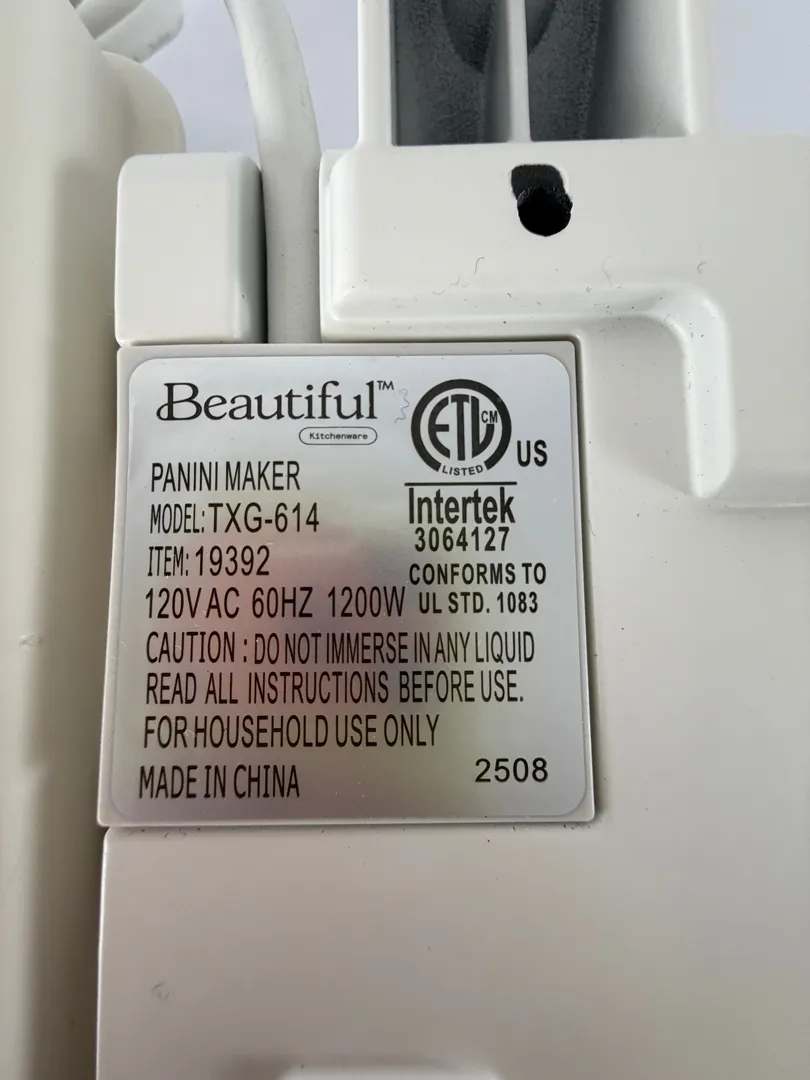 Beautiful™
Kitchenware
ETL CM
LISTED
US
Intertek
3064127
CONFORMS TO
UL STD. 1083
PANINI MAKER
MODEL: TXG-614
ITEM: 19392
120V AC 60HZ 1200W
CAUTION : DO NOT IMMERSE IN ANY LIQUID
READ ALL INSTRUCTIONS BEFORE USE.
FOR HOUSEHOLD USE ONLY
MADE IN CHINA
2508